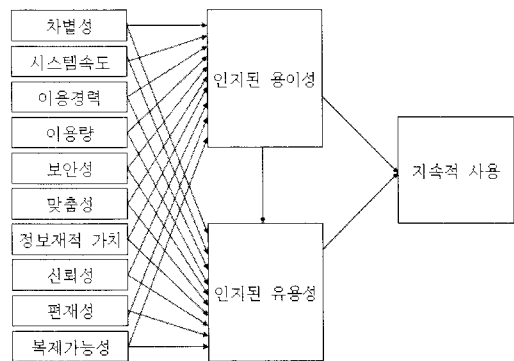 차별성
시스템속도
이용경력
이용량
보안성
맞춤성
정보재적 가치
신뢰성
편재성
복제가능성
인지된 용이성
인지된 유용성
지속적 사용